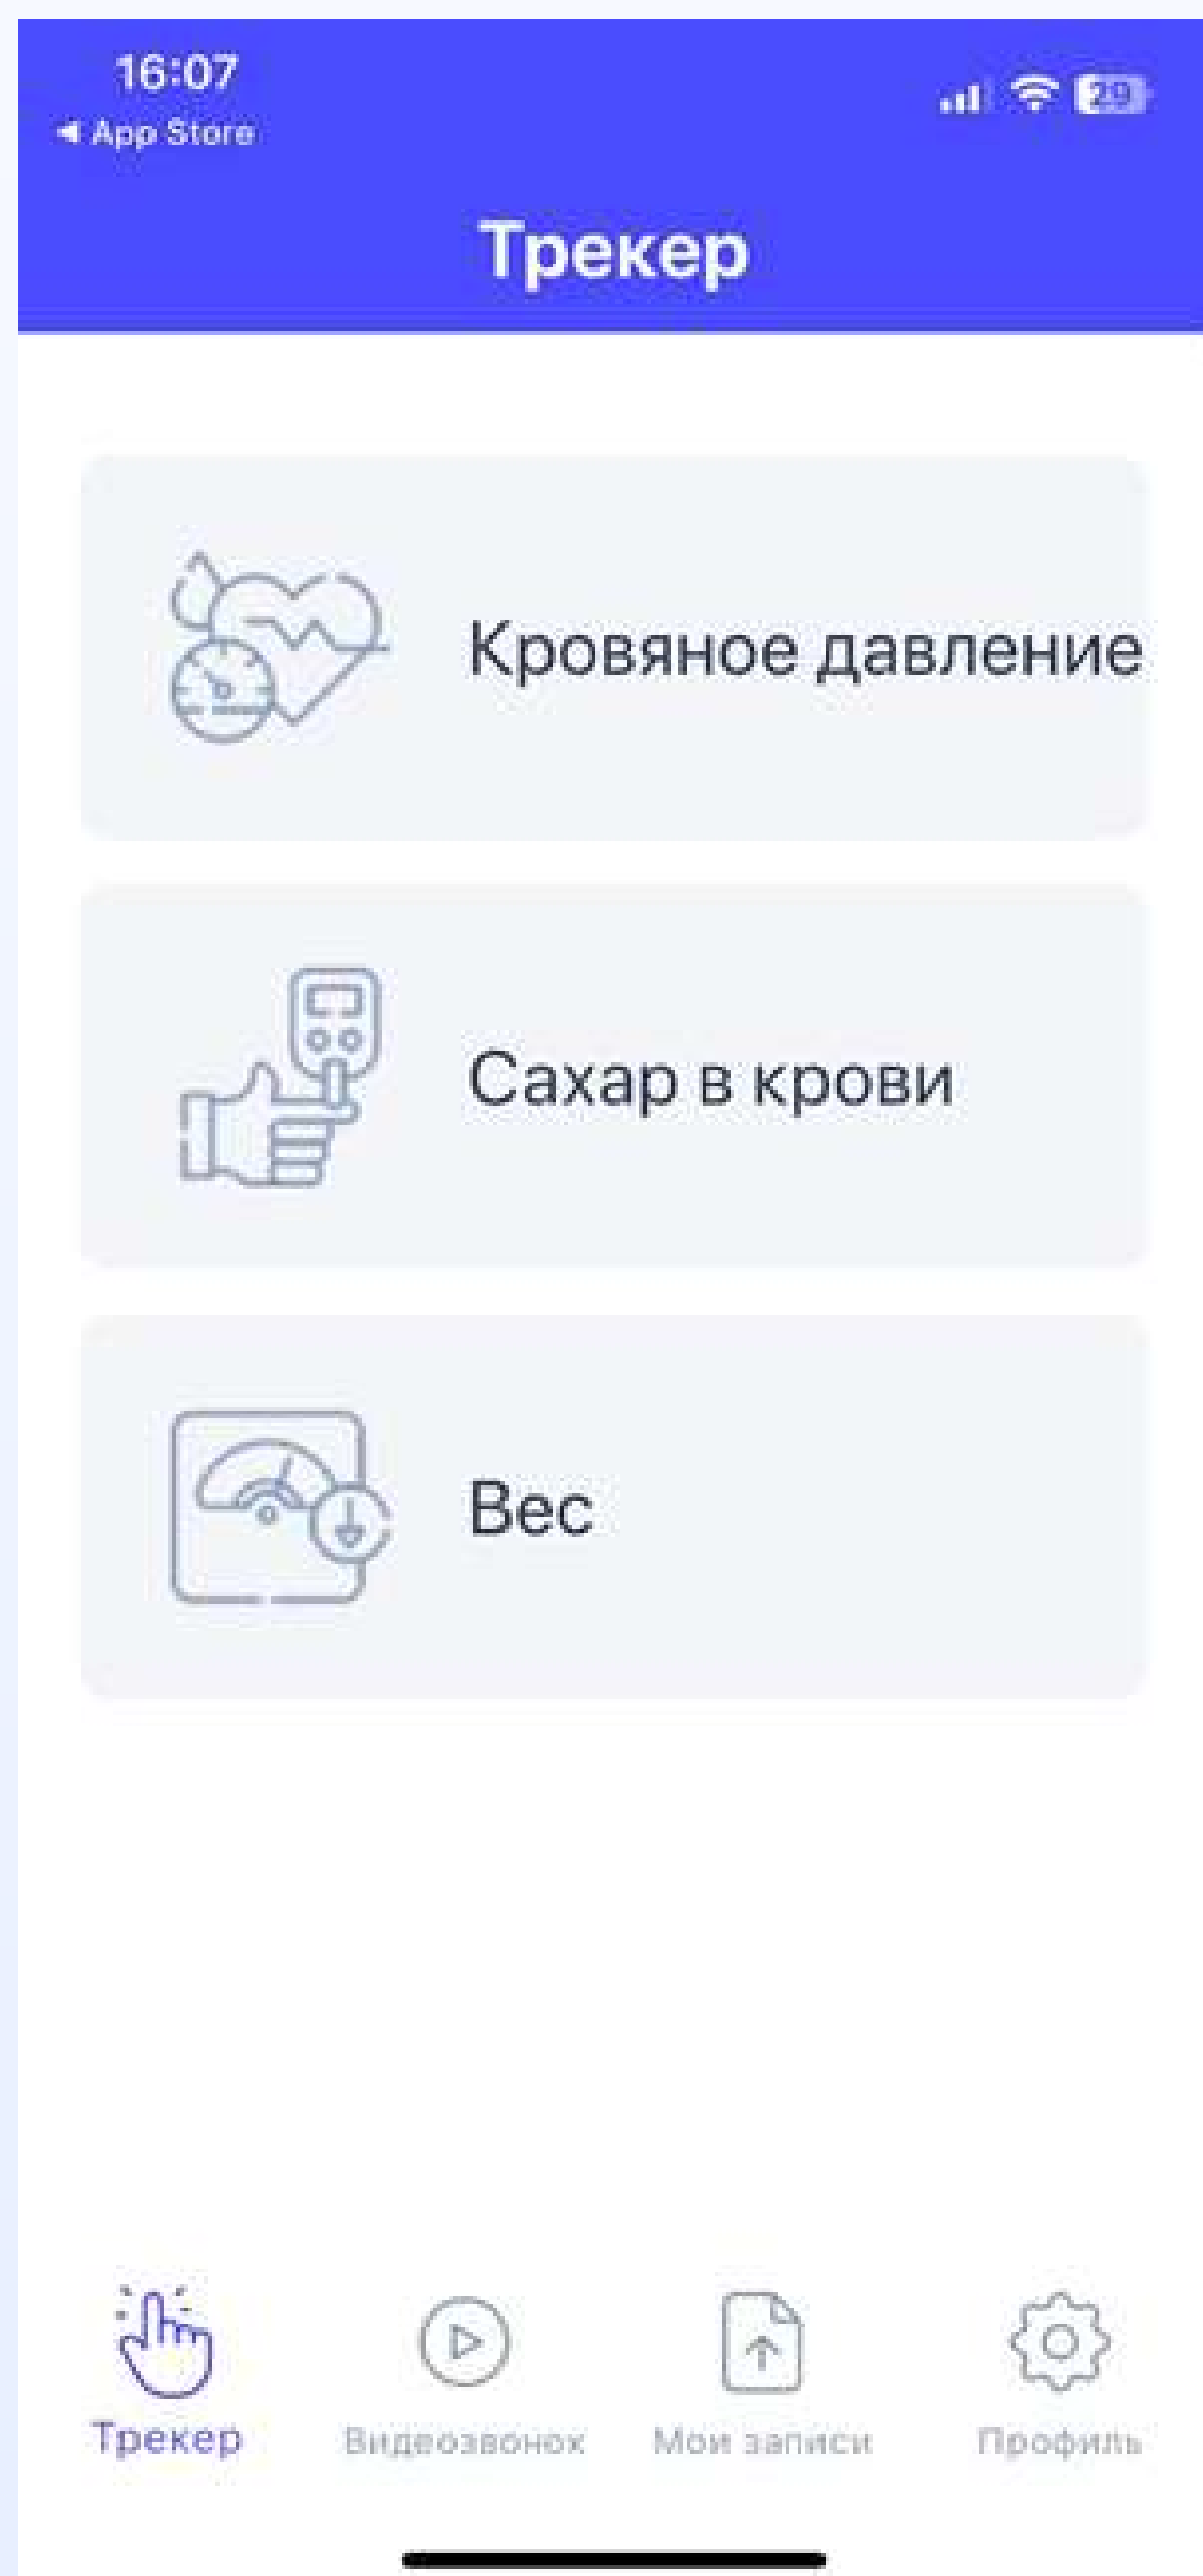 16:07
◀ App Store
29
Трекер
Кровяное давление
Сахар в крови
Вес
Трекер
Видеозвонок
Мои записи
Профиль